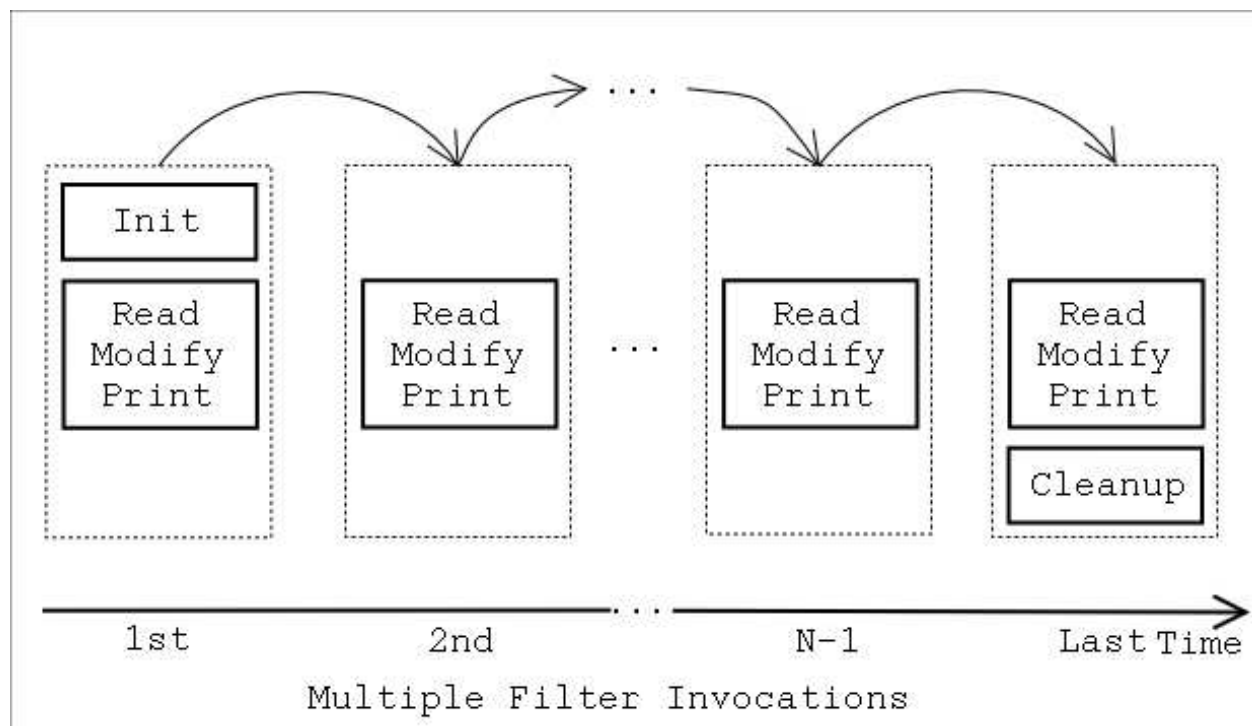 . . .
Init
Read
Modify
Print
Read
Modify
Print
. . .
Read
Modify
Print
Read
Modify
Print
Cleanup
. . .
1st 2nd N-1 Last Time
Multiple Filter Invocations